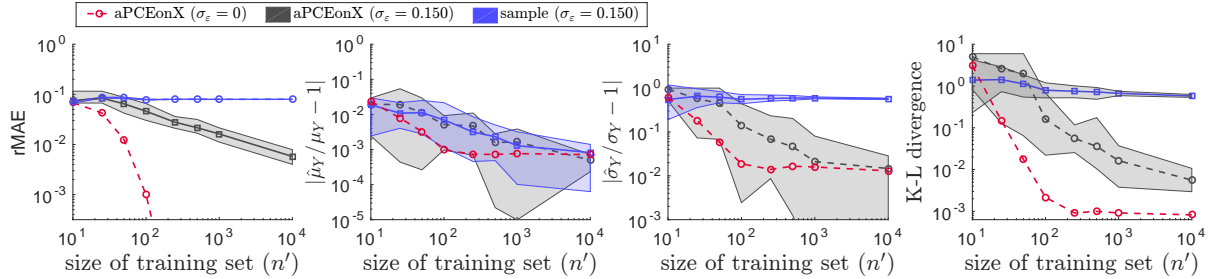 aPCEonX (σ_ε = 0) aPCEonX (σ_ε = 0.150) sample (σ_ε = 0.150)
rMAE
10^0
10^-1
10^-2
10^-3
10^1 10^2 10^3 10^4
size of training set (n′)
|μ̂_Y/μ_Y − 1|
10^0
10^-1
10^-2
10^-3
10^-4
10^-5
10^1 10^2 10^3 10^4
size of training set (n′)
|σ̂_Y/σ_Y − 1|
10^1
10^0
10^-1
10^-2
10^-3
10^1 10^2 10^3 10^4
size of training set (n′)
K-L divergence
10^1
10^0
10^-1
10^-2
10^-3
10^1 10^2 10^3 10^4
size of training set (n′)